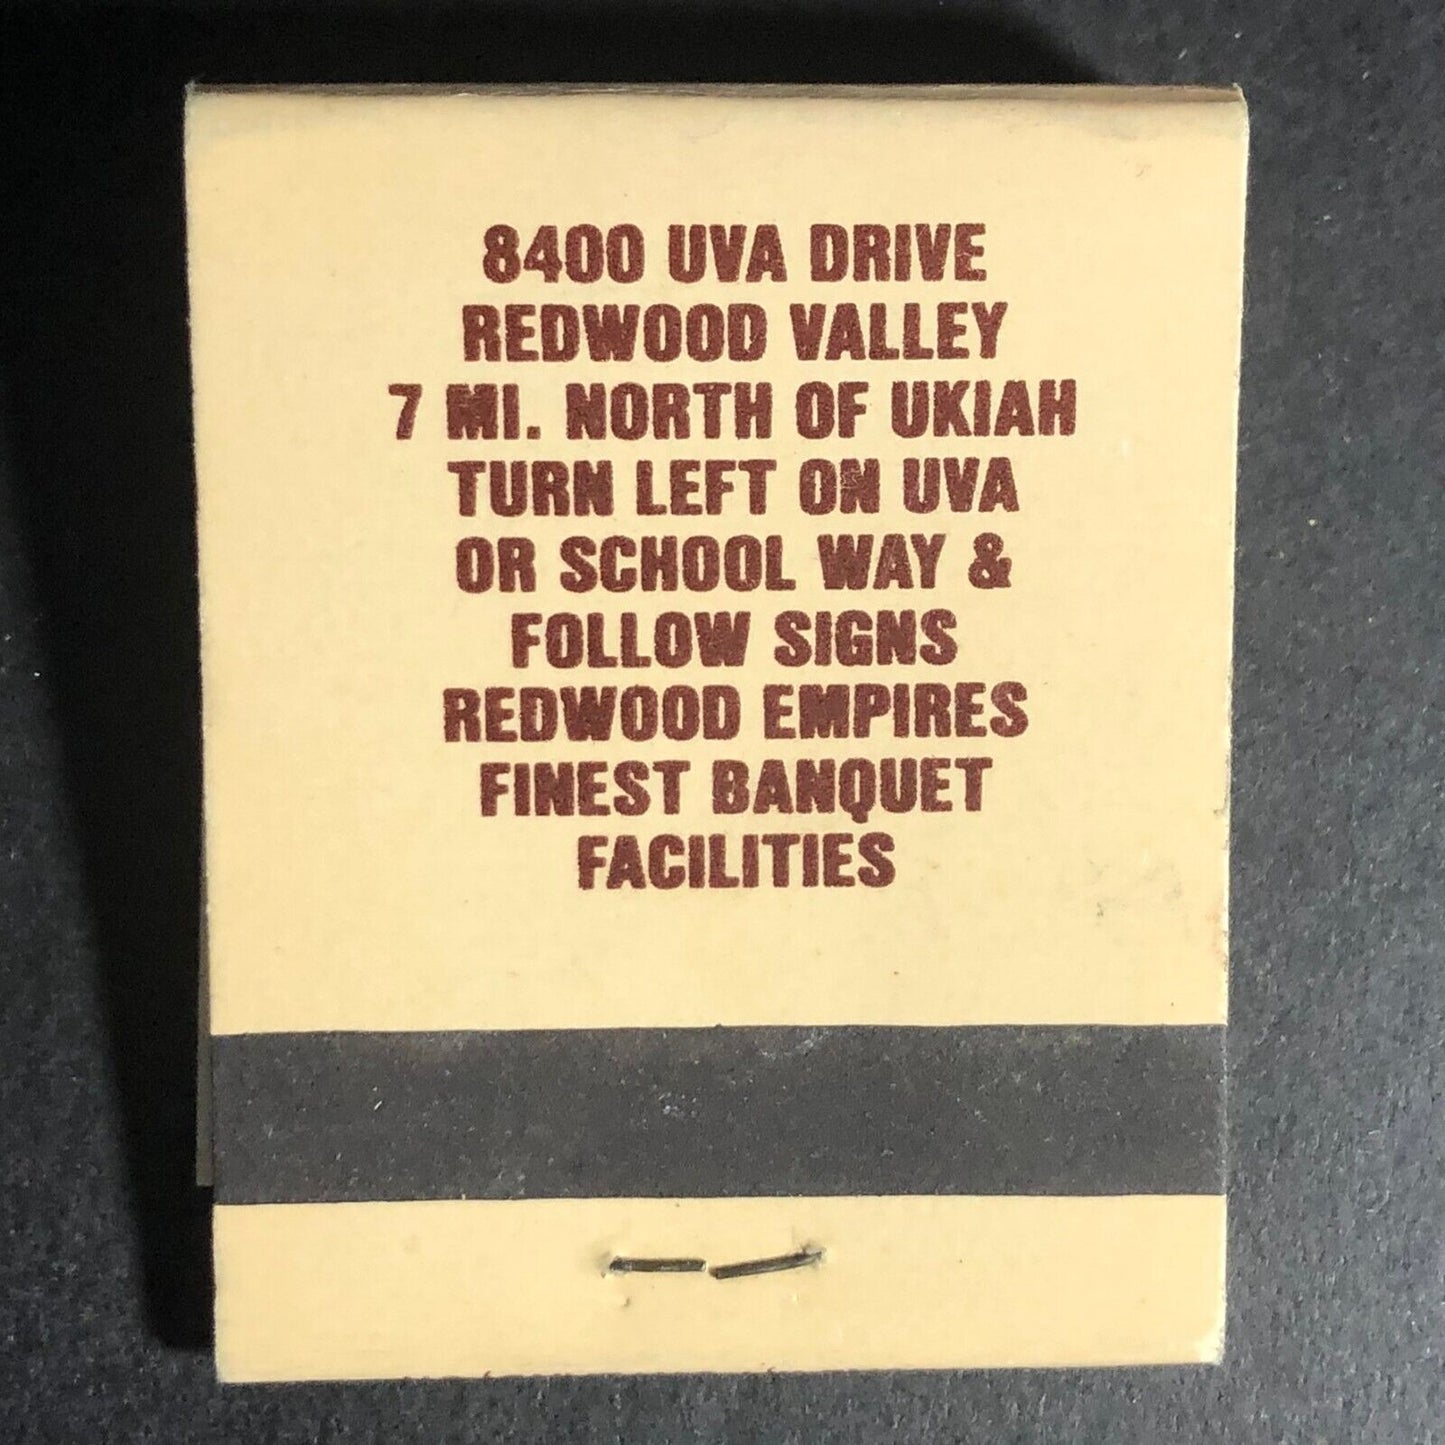 8400 UVA DRIVE
REDWOOD VALLEY
7 MI. NORTH OF UKIAH
TURN LEFT ON UVA
OR SCHOOL WAY &
FOLLOW SIGNS
REDWOOD EMPIRES
FINEST BANQUET
FACILITIES